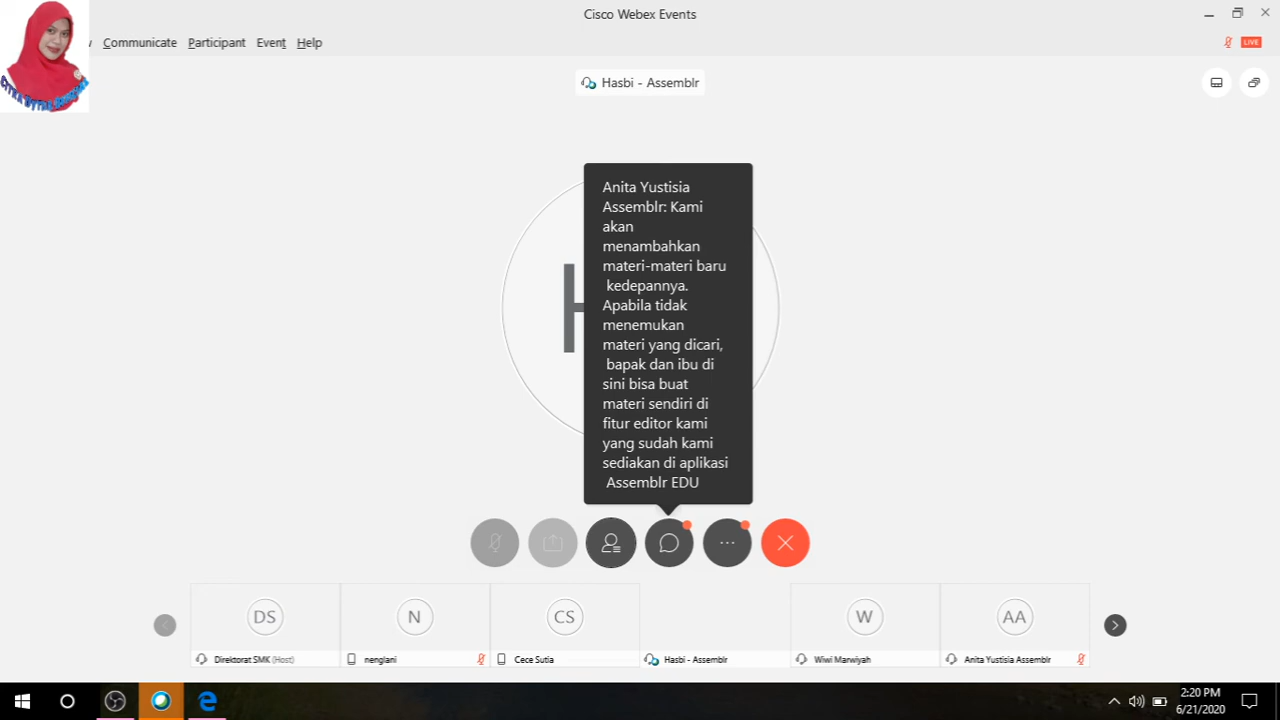 Cisco Webex Events
Communicate Participant Event Help
LIVE
Hasbi - Assemblr
Anita Yustisia
Assemblr: Kami
akan
menambahkan
materi-materi baru
kedepannya.
Apabila tidak
menemukan
materi yang dicari,
bapak dan ibu di
sini bisa buat
materi sendiri di
fitur editor kami
yang sudah kami
sediakan di aplikasi
Assemblr EDU
DS
N
CS
W
AA
Direktorat SMK (Host)
nenglani
Cece Sutia
Hasbi - Assemblr
Wiwi Marwiyah
Anita Yustisia Assemblr
2:20 PM
6/21/2020